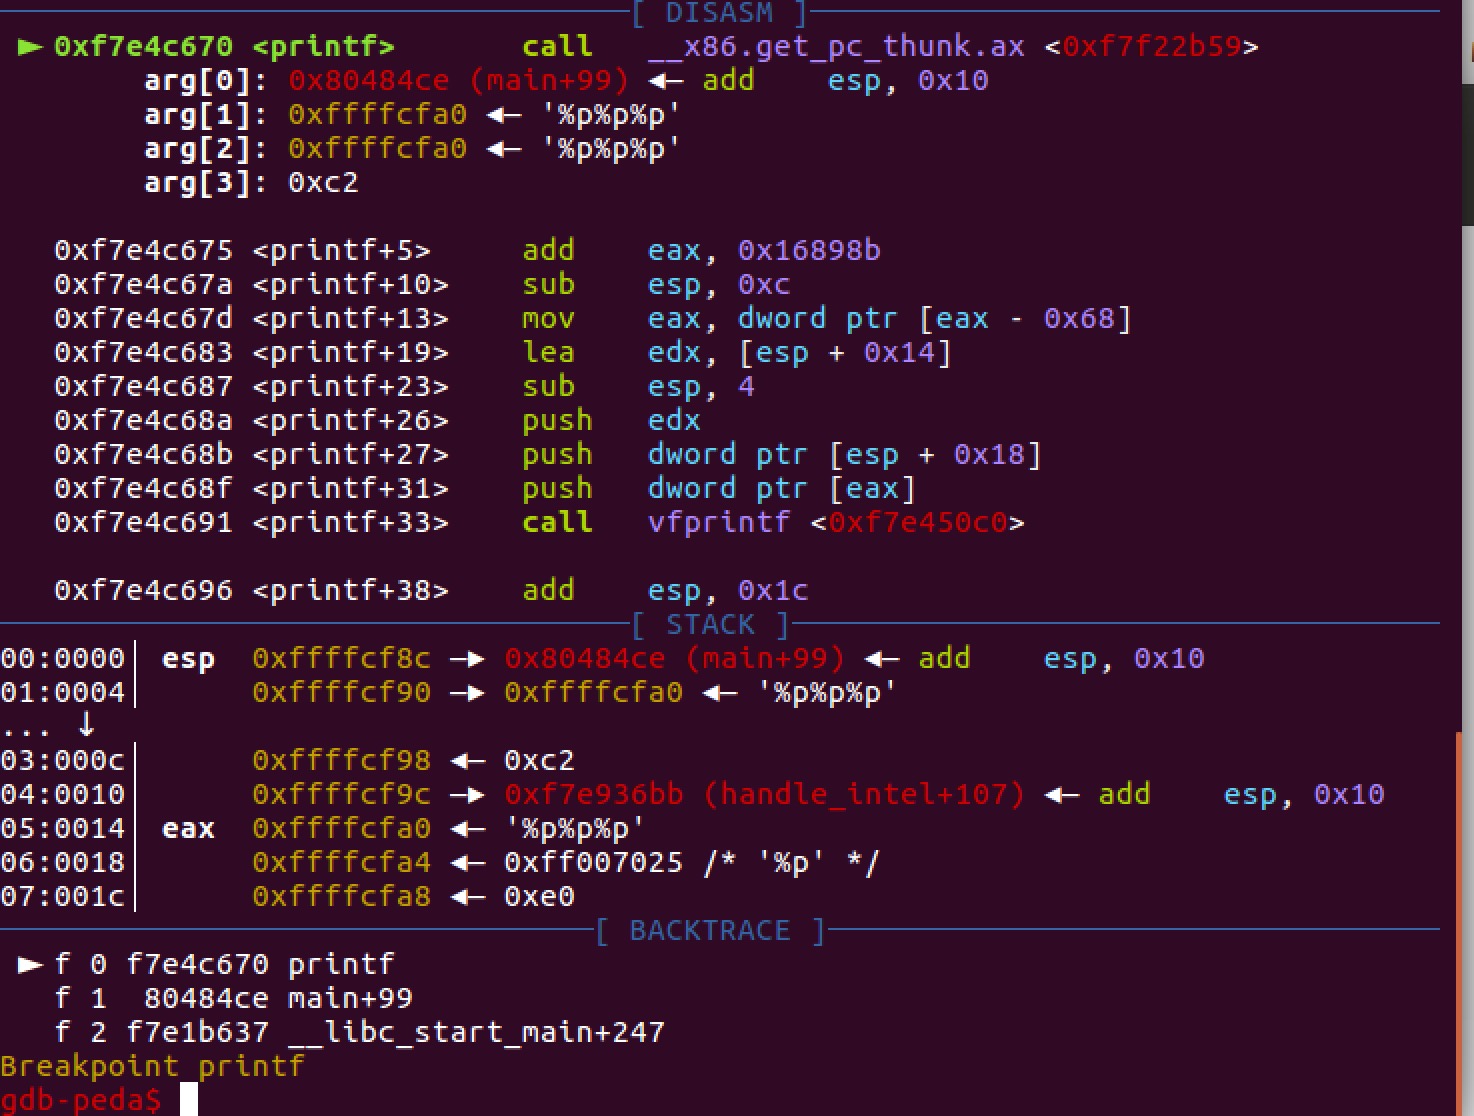 [ DISASM ]
► 0xf7e4c670 <printf> call __x86.get_pc_thunk.ax <0xf7f22b59>
arg[0]: 0x80484ce (main+99) ◄— add esp, 0x10
arg[1]: 0xffffcfa0 ◄— '%p%p%p'
arg[2]: 0xffffcfa0 ◄— '%p%p%p'
arg[3]: 0xc2
0xf7e4c675 <printf+5> add eax, 0x16898b
0xf7e4c67a <printf+10> sub esp, 0xc
0xf7e4c67d <printf+13> mov eax, dword ptr [eax - 0x68]
0xf7e4c683 <printf+19> lea edx, [esp + 0x14]
0xf7e4c687 <printf+23> sub esp, 4
0xf7e4c68a <printf+26> push edx
0xf7e4c68b <printf+27> push dword ptr [esp + 0x18]
0xf7e4c68f <printf+31> push dword ptr [eax]
0xf7e4c691 <printf+33> call vfprintf <0xf7e450c0>
0xf7e4c696 <printf+38> add esp, 0x1c
[ STACK ]
00:0000│ esp 0xffffcf8c —► 0x80484ce (main+99) ◄— add esp, 0x10
01:0004│ 0xffffcf90 —► 0xffffcfa0 ◄— '%p%p%p'
... ↓
03:000c│ 0xffffcf98 ◄— 0xc2
04:0010│ 0xffffcf9c —► 0xf7e936bb (handle_intel+107) ◄— add esp, 0x10
05:0014│ eax 0xffffcfa0 ◄— '%p%p%p'
06:0018│ 0xffffcfa4 ◄— 0xff007025 /* '%p' */
07:001c│ 0xffffcfa8 ◄— 0xe0
[ BACKTRACE ]
► f 0 f7e4c670 printf
f 1 80484ce main+99
f 2 f7e1b637 __libc_start_main+247
Breakpoint printf
gdb-peda$